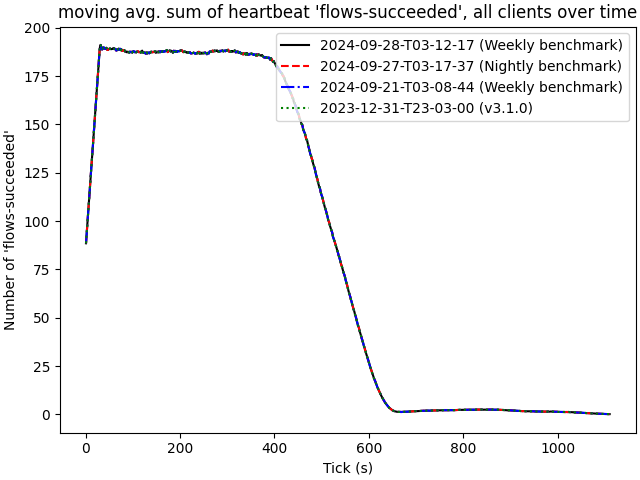 moving avg. sum of heartbeat 'flows-succeeded', all clients over time
200
175
150
125
100
75
50
25
0
Number of 'flows-succeeded'
2024-09-28-T03-12-17 (Weekly benchmark)
2024-09-27-T03-17-37 (Nightly benchmark)
2024-09-21-T03-08-44 (Weekly benchmark)
2023-12-31-T23-03-00 (v3.1.0)
0 200 400 600 800 1000
Tick (s)